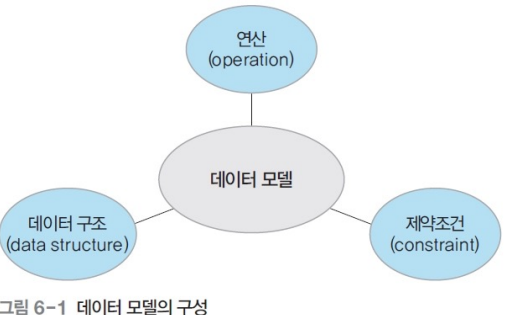 연산
(operation)
데이터 모델
데이터 구조
(data structure)
제약조건
(constraint)
그림 6-1 데이터 모델의 구성